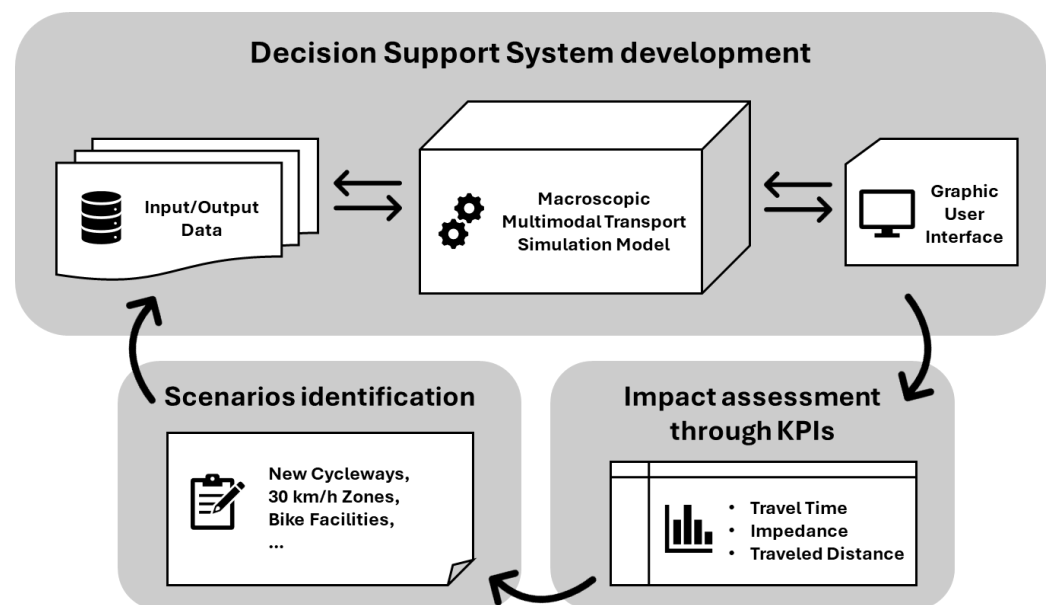 Decision Support System development
Input/Output
Data
Macroscopic
Multimodal Transport
Simulation Model
Graphic
User
Interface
Scenarios identification
New Cycleways,
30 km/h Zones,
Bike Facilities,
...
Impact assessment
through KPIs
• Travel Time
• Impedance
• Traveled Distance